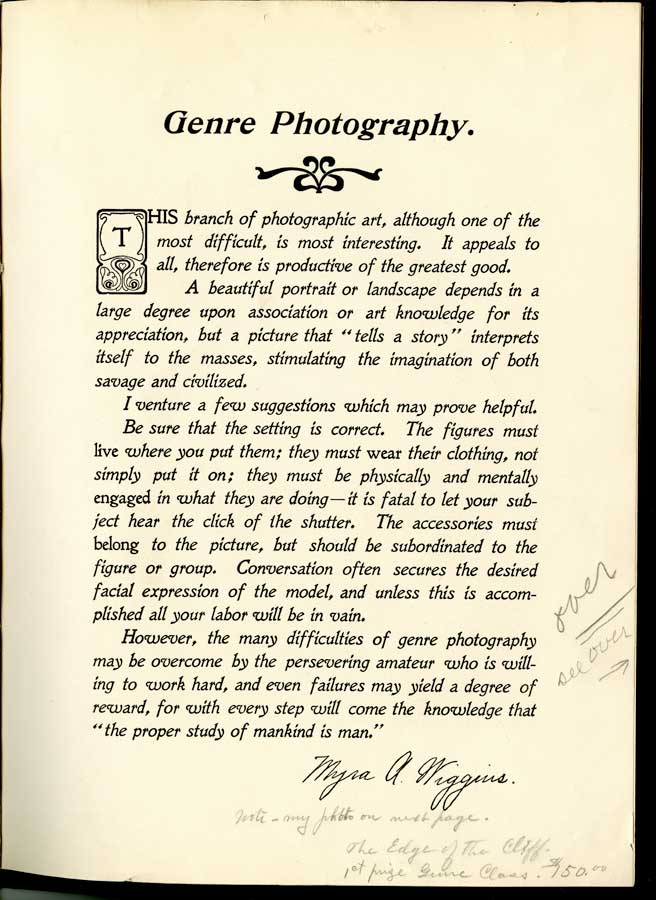 Genre Photography.
THIS branch of photographic art, although one of the
most difficult, is most interesting. It appeals to
all, therefore is productive of the greatest good.
A beautiful portrait or landscape depends in a
large degree upon association or art knowledge for its
appreciation, but a picture that "tells a story" interprets
itself to the masses, stimulating the imagination of both
savage and civilized.
I venture a few suggestions which may prove helpful.
Be sure that the setting is correct. The figures must
live where you put them; they must wear their clothing, not
simply put it on; they must be physically and mentally
engaged in what they are doing—it is fatal to let your sub-
ject hear the click of the shutter. The accessories must
belong to the picture, but should be subordinated to the
figure or group. Conversation often secures the desired
facial expression of the model, and unless this is accom-
plished all your labor will be in vain.
However, the many difficulties of genre photography
may be overcome by the persevering amateur who is will-
ing to work hard, and even failures may yield a degree of
reward, for with every step will come the knowledge that
"the proper study of mankind is man."
Myra A. Wiggins.
over
see over
Note - my photo on next page.
The Edge of the Cliff.
1st prize Genre Class. $150.00